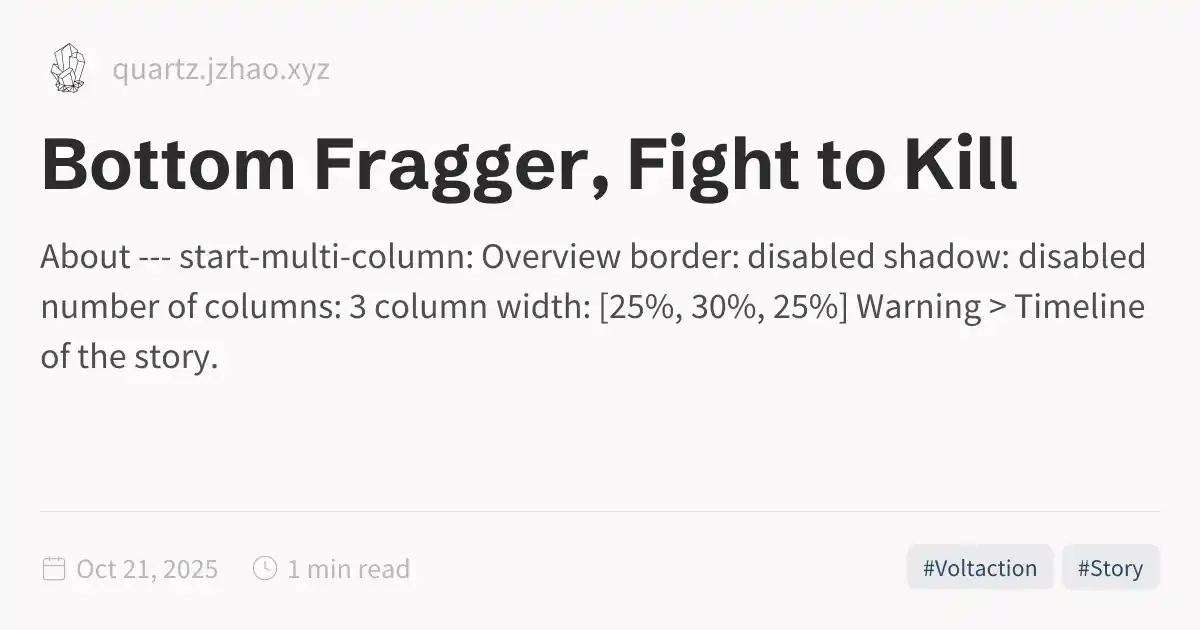 quartz.jzhao.xyz
Bottom Fragger, Fight to Kill
About --- start-multi-column: Overview border: disabled shadow: disabled
number of columns: 3 column width: [25%, 30%, 25%] Warning > Timeline
of the story.
Oct 21, 2025 1 min read #Voltaction #Story